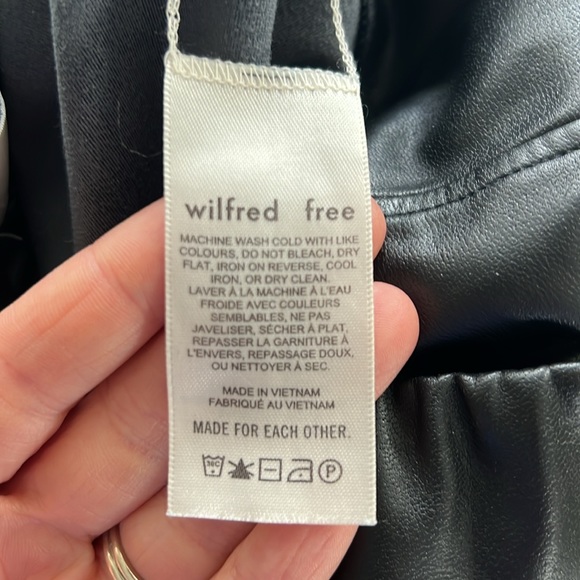 wilfred free
MACHINE WASH COLD WITH LIKE
COLOURS, DO NOT BLEACH, DRY
FLAT, IRON ON REVERSE, COOL
IRON, OR DRY CLEAN.
LAVER À LA MACHINE À L'EAU
FROIDE AVEC COULEURS
SEMBLABLES, NE PAS
JAVELISER, SÉCHER À PLAT,
REPASSER LA GARNITURE À
L'ENVERS, REPASSAGE DOUX,
OU NETTOYER À SEC.
MADE IN VIETNAM
FABRIQUÉ AU VIETNAM
MADE FOR EACH OTHER.
30C P